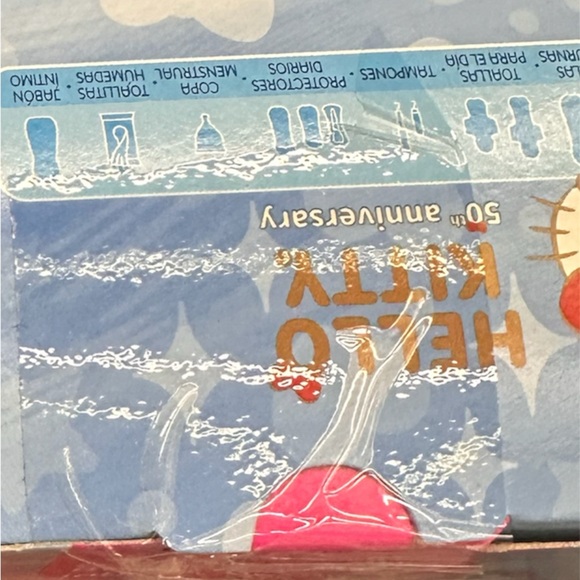 HELLO
KITTY
50th anniversary
TOALLAS
PARA EL DÍA
• TAMPONES •
PROTECTORES
DIARIOS
COPA
MENSTRUAL
• TOALLITAS
HÚMEDAS •
JABÓN
ÍNTIMO